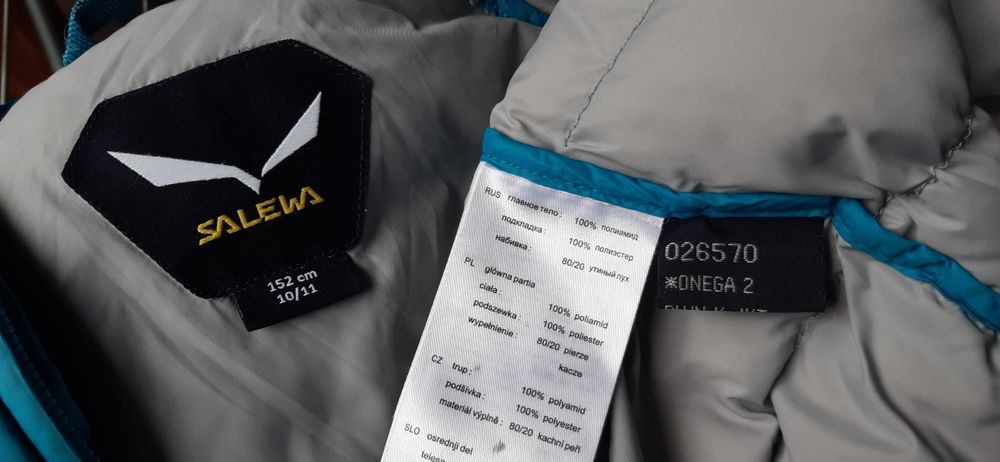 SALEWA
152 cm
10/11
RUS главное тело : 100% полиамид
подкладка : 100% полиэстер
набивка : 80/20 утиный пух
PL główna partia
ciała : 100% poliamid
podszewka : 100% poliester
wypełnienie : 80/20 pierze
kacze
CZ trup : 100% polyamid
podšívka : 100% polyester
materiál výplně : 80/20 kachní peří
SLO osrednji del
026570
*ONEGA 2